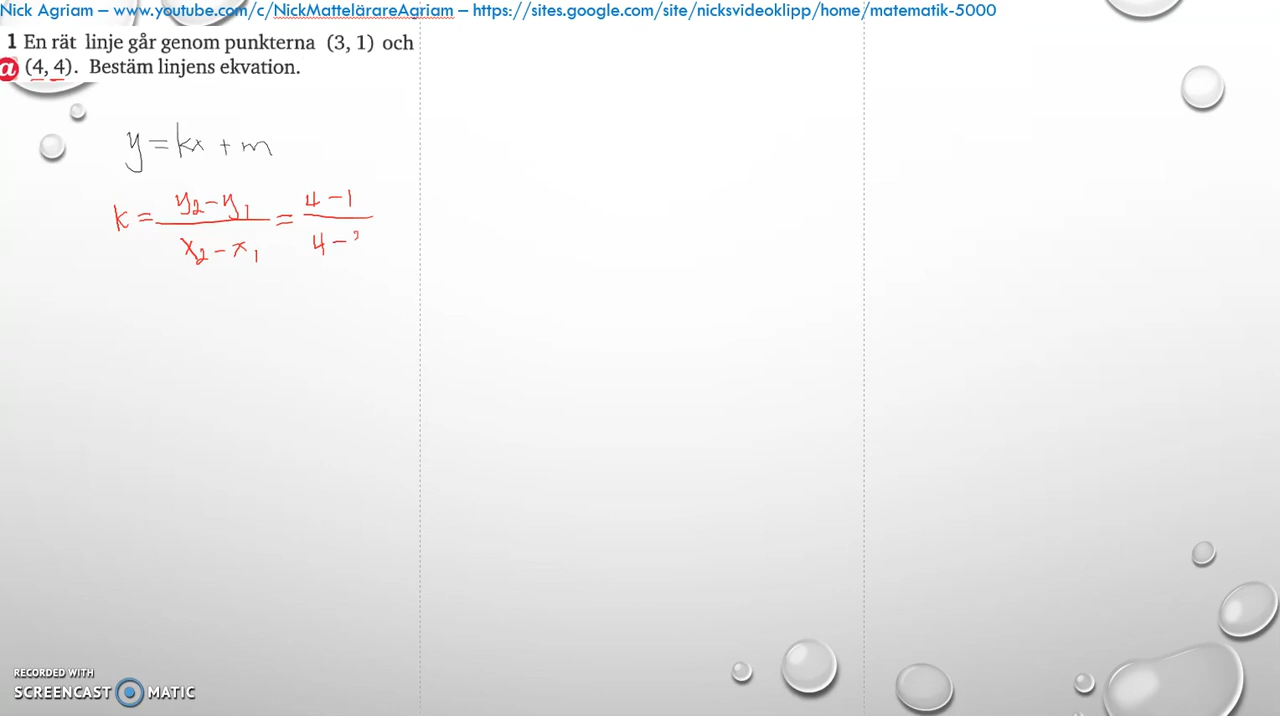 Nick Agriam – www.youtube.com/c/NickMattelärareAgriam – https://sites.google.com/site/nicksvideoklipp/home/matematik-5000
1 En rät linje går genom punkterna (3, 1) och
a (4, 4). Bestäm linjens ekvation.
y = kx + m
k = (y₂ - y₁)/(x₂ - x₁) = (4 - 1)/(4 -
RECORDED WITH
SCREENCAST MATIC